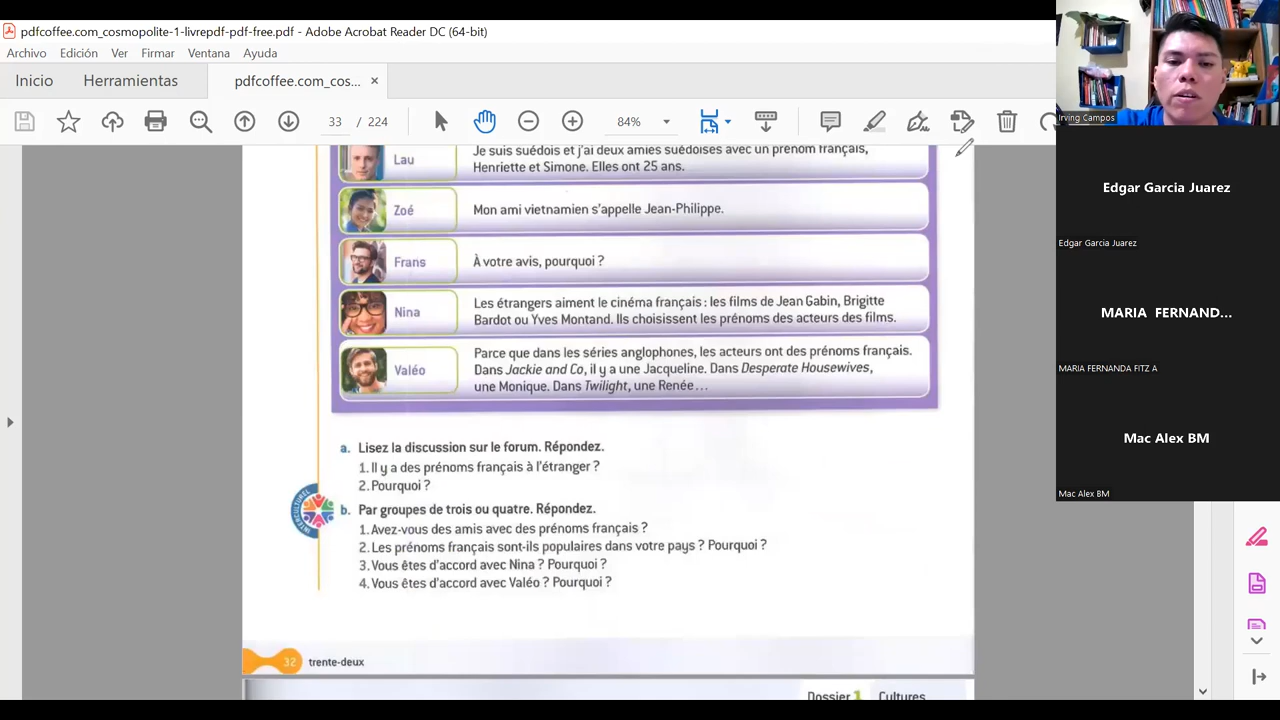 pdfcoffee.com_cosmopolite-1-livrepdf-pdf-free.pdf - Adobe Acrobat Reader DC (64-bit)
Archivo Edición Ver Firmar Ventana Ayuda
Inicio Herramientas pdfcoffee.com_cos... ×
33 / 224 84%
Lau
Je suis suédois et j'ai deux amies suédoises avec un prénom français,
Henriette et Simone. Elles ont 25 ans.
Zoé
Mon ami vietnamien s'appelle Jean-Philippe.
Frans
À votre avis, pourquoi ?
Nina
Les étrangers aiment le cinéma français : les films de Jean Gabin, Brigitte
Bardot ou Yves Montand. Ils choisissent les prénoms des acteurs des films.
Valéo
Parce que dans les séries anglophones, les acteurs ont des prénoms français.
Dans Jackie and Co, il y a une Jacqueline. Dans Desperate Housewives,
une Monique. Dans Twilight, une Renée...
a. Lisez la discussion sur le forum. Répondez.
1. Il y a des prénoms français à l'étranger ?
2. Pourquoi ?
INTERCULTUREL
b. Par groupes de trois ou quatre. Répondez.
1. Avez-vous des amis avec des prénoms français ?
2. Les prénoms français sont-ils populaires dans votre pays ? Pourquoi ?
3. Vous êtes d'accord avec Nina ? Pourquoi ?
4. Vous êtes d'accord avec Valéo ? Pourquoi ?
32 trente-deux
Dossier 1 Cultures
Irving Campos
Edgar Garcia Juarez
Edgar Garcia Juarez
MARIA FERNAND...
MARIA FERNANDA FITZ A
Mac Alex BM
Mac Alex BM